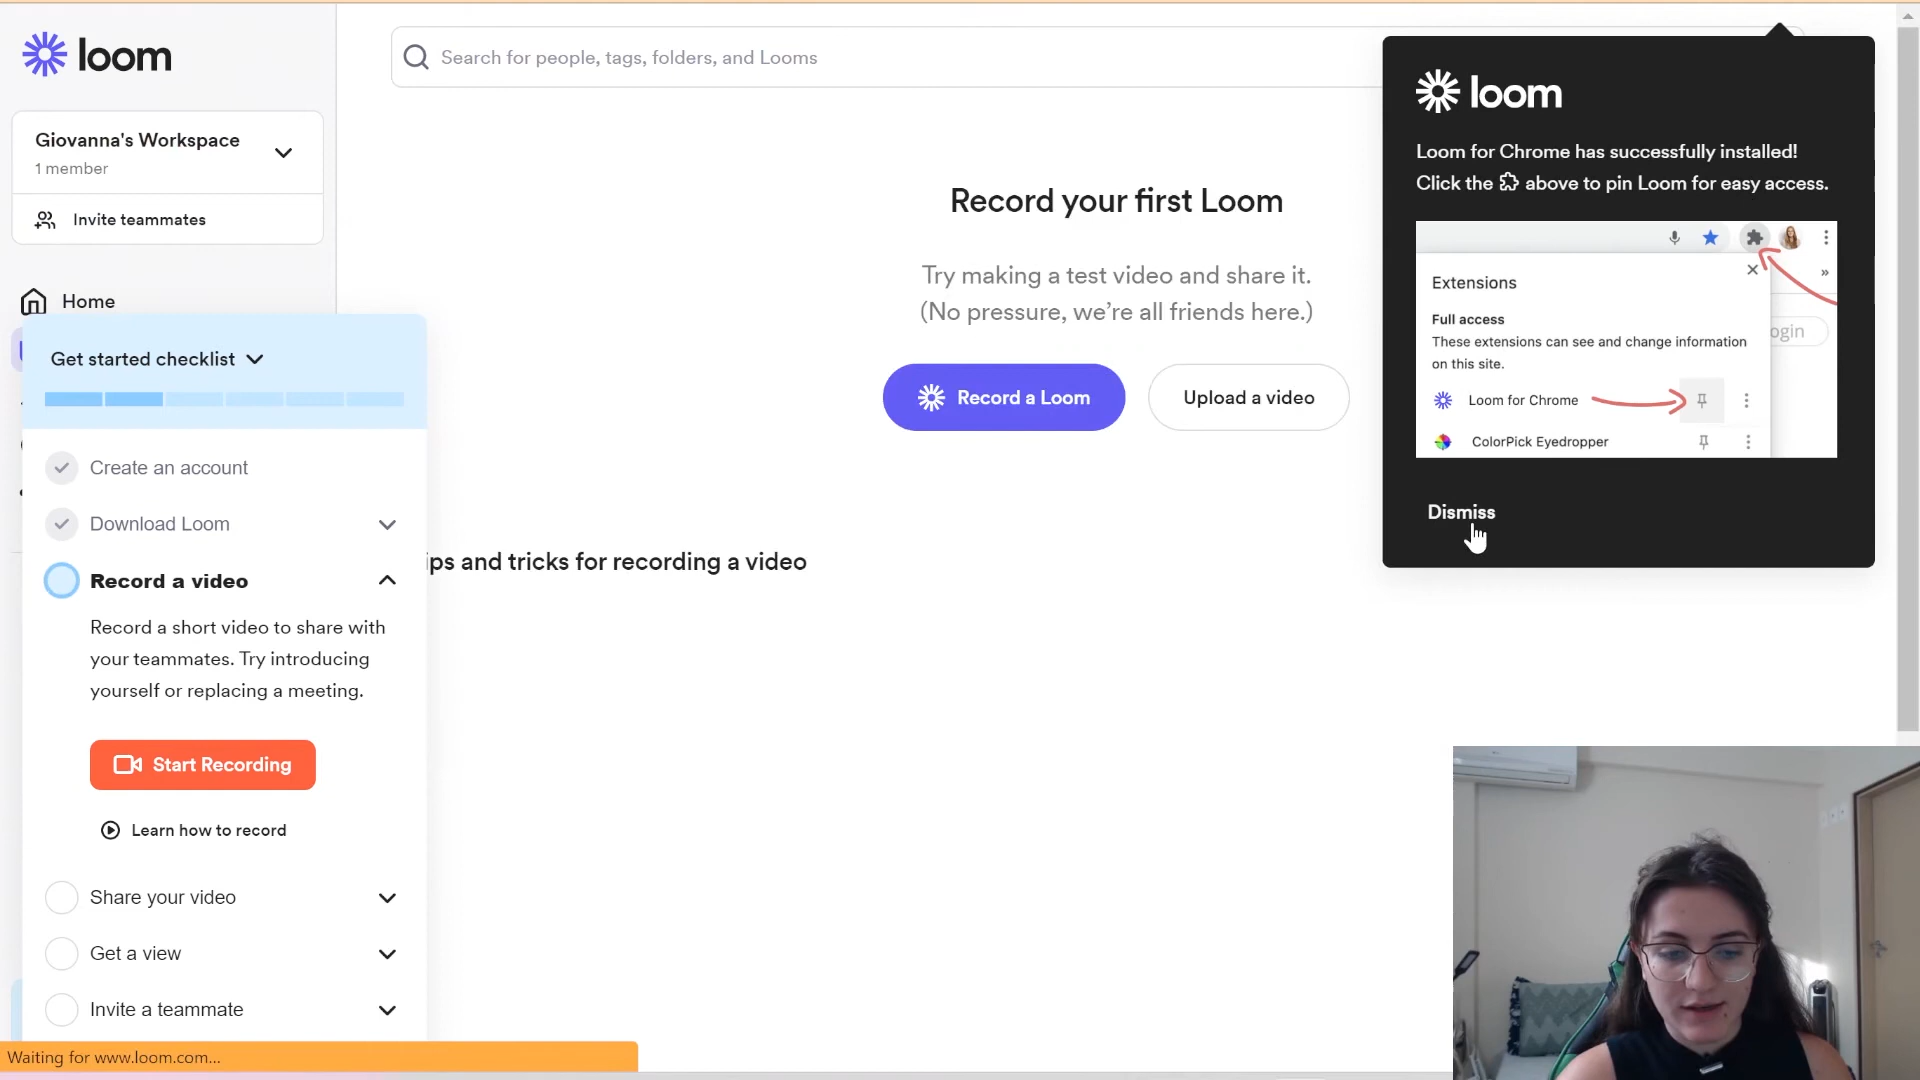 loom
Search for people, tags, folders, and Looms
Giovanna's Workspace
1 member
Invite teammates
Home
Get started checklist
Create an account
Download Loom
Record a video
Record a short video to share with
your teammates. Try introducing
yourself or replacing a meeting.
Start Recording
Learn how to record
Share your video
Get a view
Invite a teammate
Waiting for www.loom.com...
Record your first Loom
Try making a test video and share it.
(No pressure, we're all friends here.)
Record a Loom
Upload a video
ips and tricks for recording a video
loom
Loom for Chrome has successfully installed!
Click the above to pin Loom for easy access.
Extensions
Full access
These extensions can see and change information
on this site.
ogin
Loom for Chrome
ColorPick Eyedropper
Dismiss